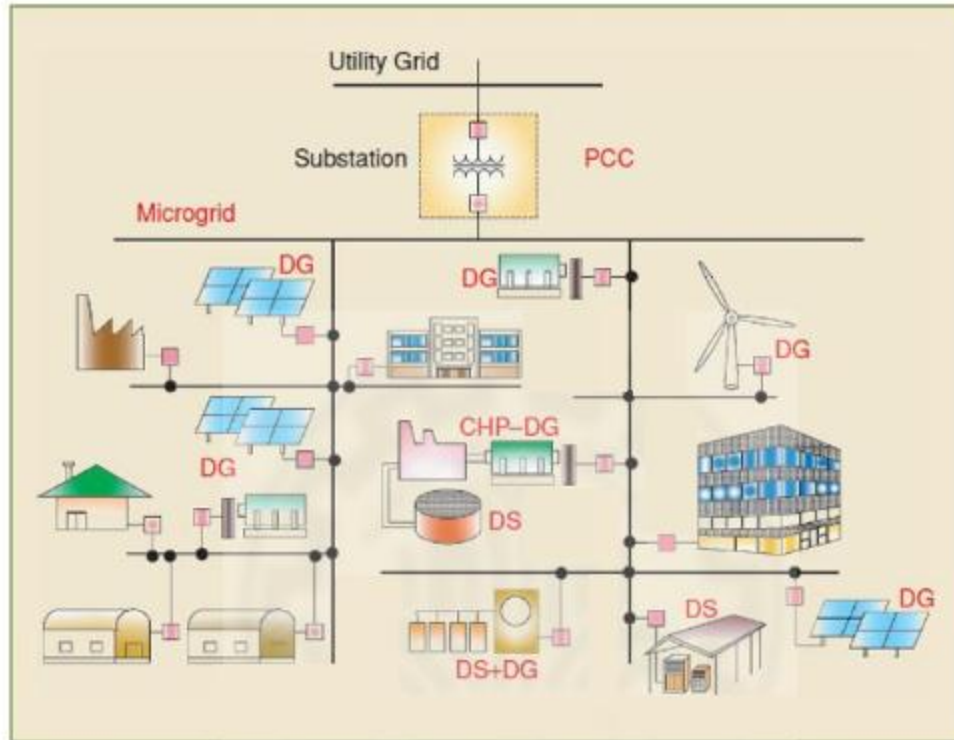 Utility Grid
Substation
PCC
Microgrid
DG
DG
DG
CHP–DG
DG
DS
DS
DG
DS+DG